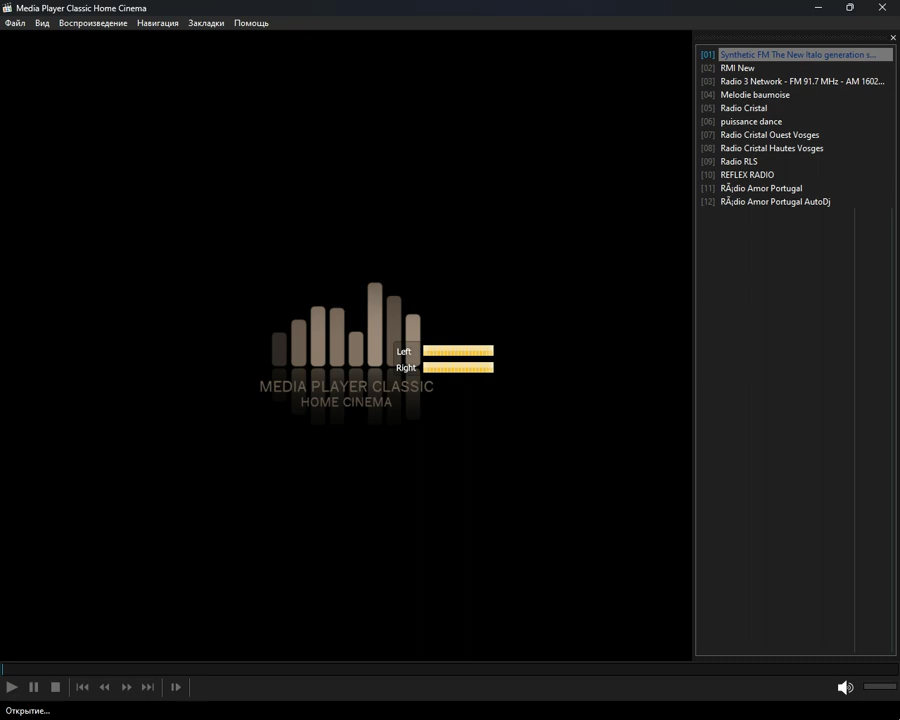 Media Player Classic Home Cinema
Файл Вид Воспроизведение Навигация Закладки Помощь
[01] Synthetic FM The New Italo generation s...
[02] RMI New
[03] Radio 3 Network - FM 91.7 MHz - AM 1602...
[04] Melodie baumoise
[05] Radio Cristal
[06] puissance dance
[07] Radio Cristal Ouest Vosges
[08] Radio Cristal Hautes Vosges
[09] Radio RLS
[10] REFLEX RADIO
[11] RÃ¡dio Amor Portugal
[12] RÃ¡dio Amor Portugal AutoDj
Left
Right
MEDIA PLAYER CLASSIC
HOME CINEMA
Открытие...